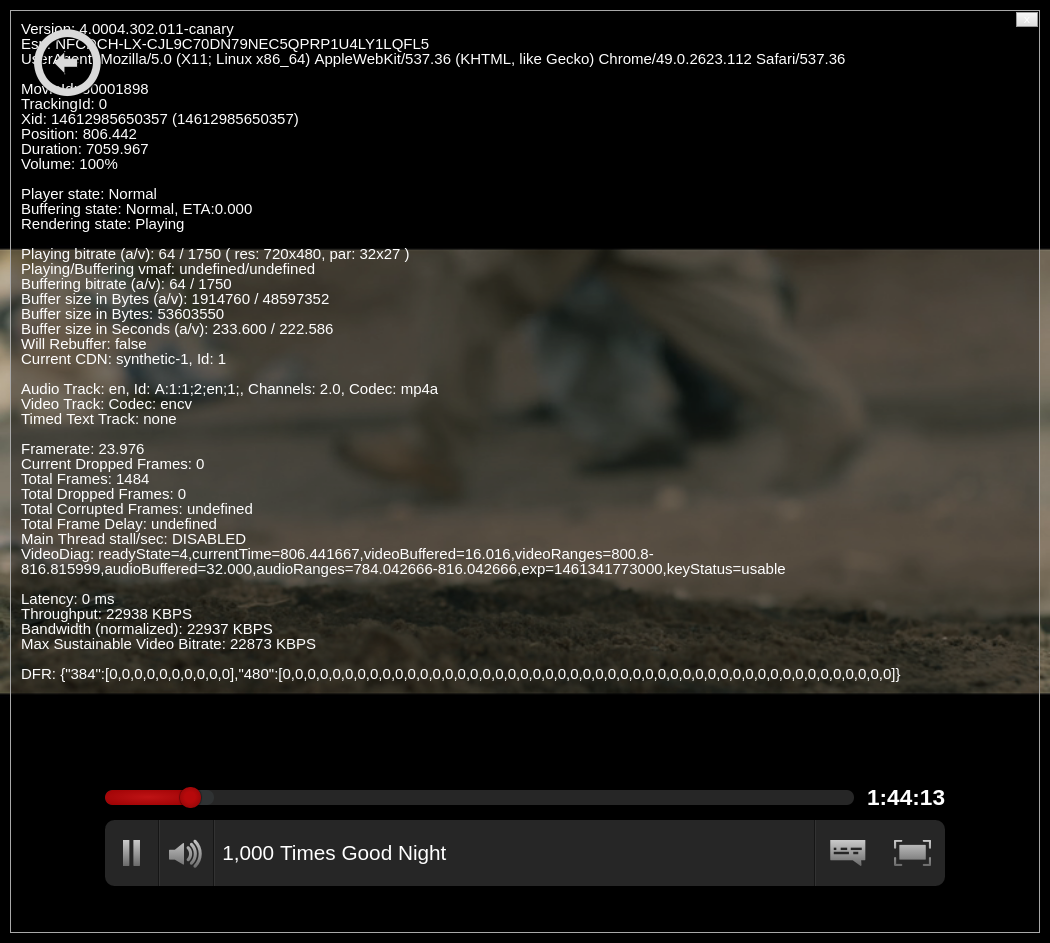 Version: 4.0004.302.011-canary
Esn: NFCDCH-LX-CJL9C70DN79NEC5QPRP1U4LY1LQFL5
UserAgent: Mozilla/5.0 (X11; Linux x86_64) AppleWebKit/537.36 (KHTML, like Gecko) Chrome/49.0.2623.112 Safari/537.36
MovieId: 80001898
TrackingId: 0
Xid: 14612985650357 (14612985650357)
Position: 806.442
Duration: 7059.967
Volume: 100%
Player state: Normal
Buffering state: Normal, ETA:0.000
Rendering state: Playing
Playing bitrate (a/v): 64 / 1750 ( res: 720x480, par: 32x27 )
Playing/Buffering vmaf: undefined/undefined
Buffering bitrate (a/v): 64 / 1750
Buffer size in Bytes (a/v): 1914760 / 48597352
Buffer size in Bytes: 53603550
Buffer size in Seconds (a/v): 233.600 / 222.586
Will Rebuffer: false
Current CDN: synthetic-1, Id: 1
Audio Track: en, Id: A:1:1;2;en;1;, Channels: 2.0, Codec: mp4a
Video Track: Codec: encv
Timed Text Track: none
Framerate: 23.976
Current Dropped Frames: 0
Total Frames: 1484
Total Dropped Frames: 0
Total Corrupted Frames: undefined
Total Frame Delay: undefined
Main Thread stall/sec: DISABLED
VideoDiag: readyState=4,currentTime=806.441667,videoBuffered=16.016,videoRanges=800.8-
816.815999,audioBuffered=32.000,audioRanges=784.042666-816.042666,exp=1461341773000,keyStatus=usable
Latency: 0 ms
Throughput: 22938 KBPS
Bandwidth (normalized): 22937 KBPS
Max Sustainable Video Bitrate: 22873 KBPS
DFR: {"384":[0,0,0,0,0,0,0,0,0,0],"480":[0,0,0,0,0,0,0,0,0,0,0,0,0,0,0,0,0,0,0,0,0,0,0,0,0,0,0,0,0,0,0,0,0,0,0,0,0,0,0,0,0,0,0,0,0,0,0,0,0]}
1:44:13
1,000 Times Good Night